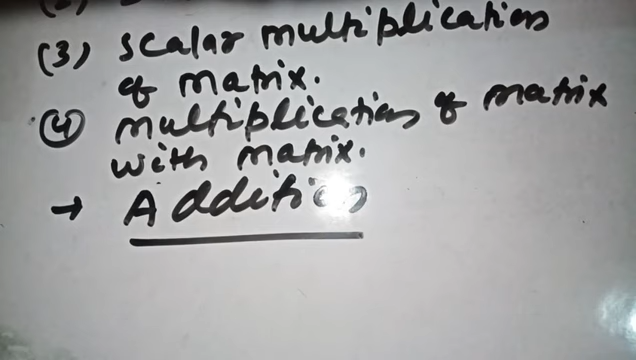 (3) scalar multiplication
of matrix.
(4) multiplication of matrix
with matrix.
→ Addition